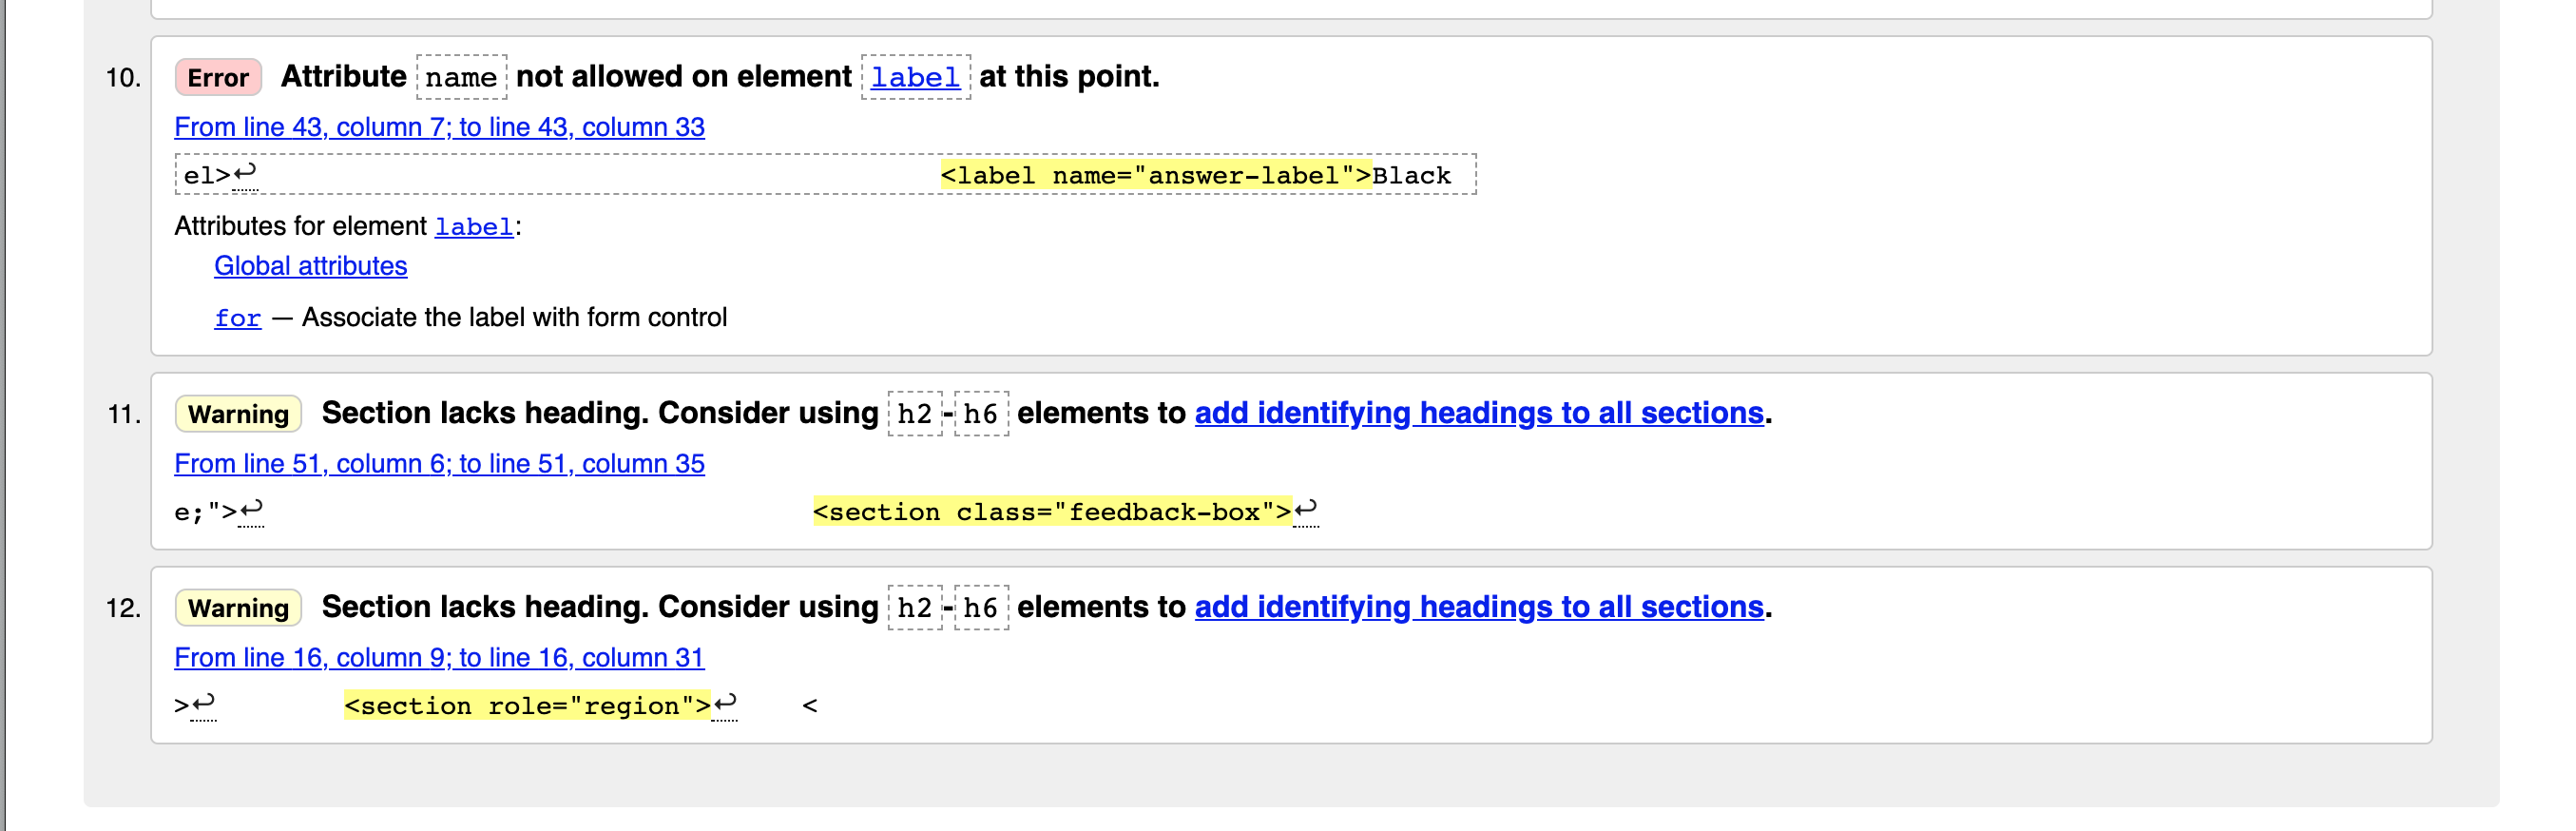 10. Error Attribute name not allowed on element label at this point.
From line 43, column 7; to line 43, column 33
el>↩ <label name="answer-label">Black
Attributes for element label:
Global attributes
for — Associate the label with form control
11. Warning Section lacks heading. Consider using h2-h6 elements to add identifying headings to all sections.
From line 51, column 6; to line 51, column 35
e;">↩ <section class="feedback-box">↩
12. Warning Section lacks heading. Consider using h2-h6 elements to add identifying headings to all sections.
From line 16, column 9; to line 16, column 31
>↩ <section role="region">↩ <